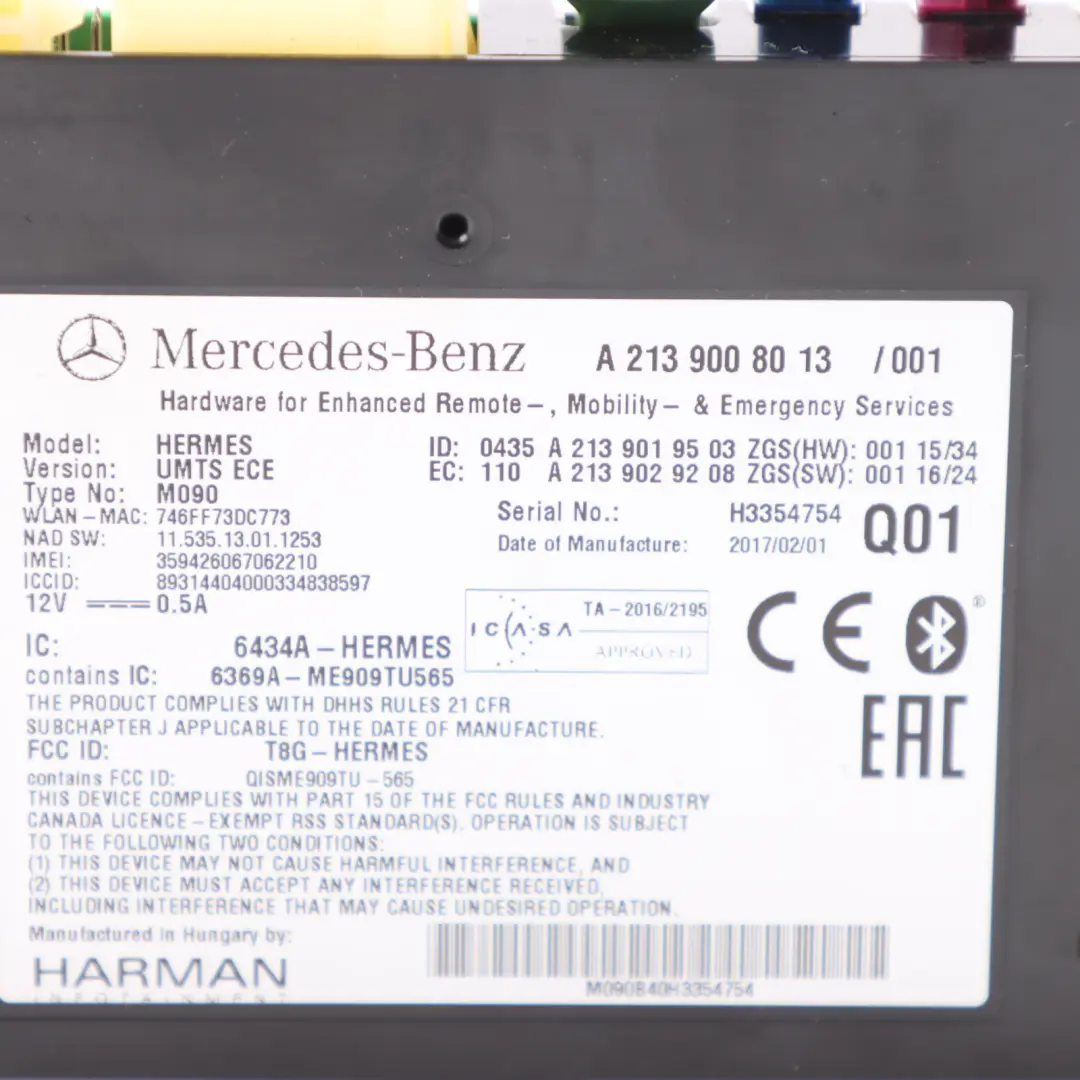 Mercedes-Benz A 213 900 80 13 /001
Hardware for Enhanced Remote-, Mobility- & Emergency Services
Model: HERMES ID: 0435 A 213 901 95 03 ZGS(HW): 001 15/34
Version: UMTS ECE EC: 110 A 213 902 92 08 ZGS(SW): 001 16/24
Type No: M090
WLAN-MAC: 746FF73DC773 Serial No.: H3354754 Q01
NAD SW: 11.535.13.01.1253 Date of Manufacture: 2017/02/01
IMEI: 359426067062210
ICCID: 89314404000334838597
12V 0.5A
ICASA TA-2016/2195
APPROVED
CE
IC: 6434A-HERMES
contains IC: 6369A-ME909TU565
THE PRODUCT COMPLIES WITH DHHS RULES 21 CFR
SUBCHAPTER J APPLICABLE TO THE DATE OF MANUFACTURE.
EAC
FCC ID: T8G-HERMES
contains FCC ID: QISME909TU-565
THIS DEVICE COMPLIES WITH PART 15 OF THE FCC RULES AND INDUSTRY
CANADA LICENCE-EXEMPT RSS STANDARD(S). OPERATION IS SUBJECT
TO THE FOLLOWING TWO CONDITIONS:
(1) THIS DEVICE MAY NOT CAUSE HARMFUL INTERFERENCE, AND
(2) THIS DEVICE MUST ACCEPT ANY INTERFERENCE RECEIVED,
INCLUDING INTERFERENCE THAT MAY CAUSE UNDESIRED OPERATION.
Manufactured in Hungary by:
HARMAN
INFOTAINMENT
M090B40H3354754